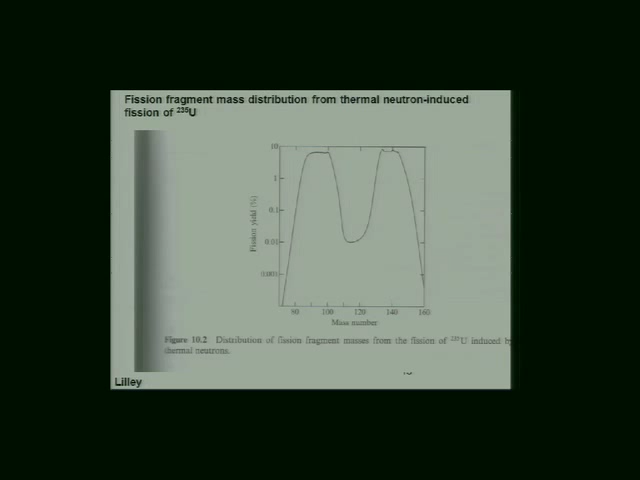 Fission fragment mass distribution from thermal neutron-induced
fission of ²³⁵U
10
1
0.1
0.01
0.001
Fission yield (%)
80 100 120 140 160
Mass number
Figure 10.2 Distribution of fission fragment masses from the fission of ²³⁵U induced by
thermal neutrons.
Lilley